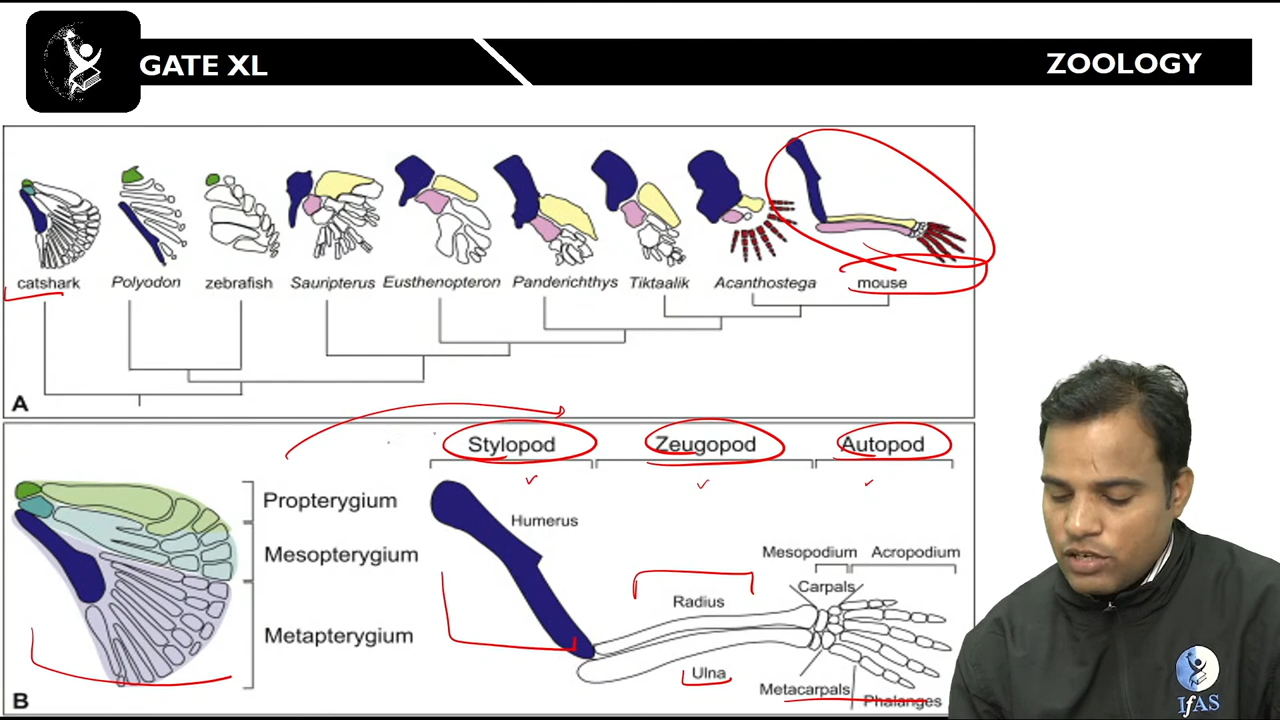 GATE XL
ZOOLOGY
catshark
Polyodon
zebrafish
Sauripterus
Eusthenopteron
Panderichthys
Tiktaalik
Acanthostega
mouse
A
Stylopod
Zeugopod
Autopod
Propterygium
Mesopterygium
Metapterygium
Humerus
Radius
Ulna
Mesopodium
Acropodium
Carpals
Metacarpals
Phalanges
B
IfAS